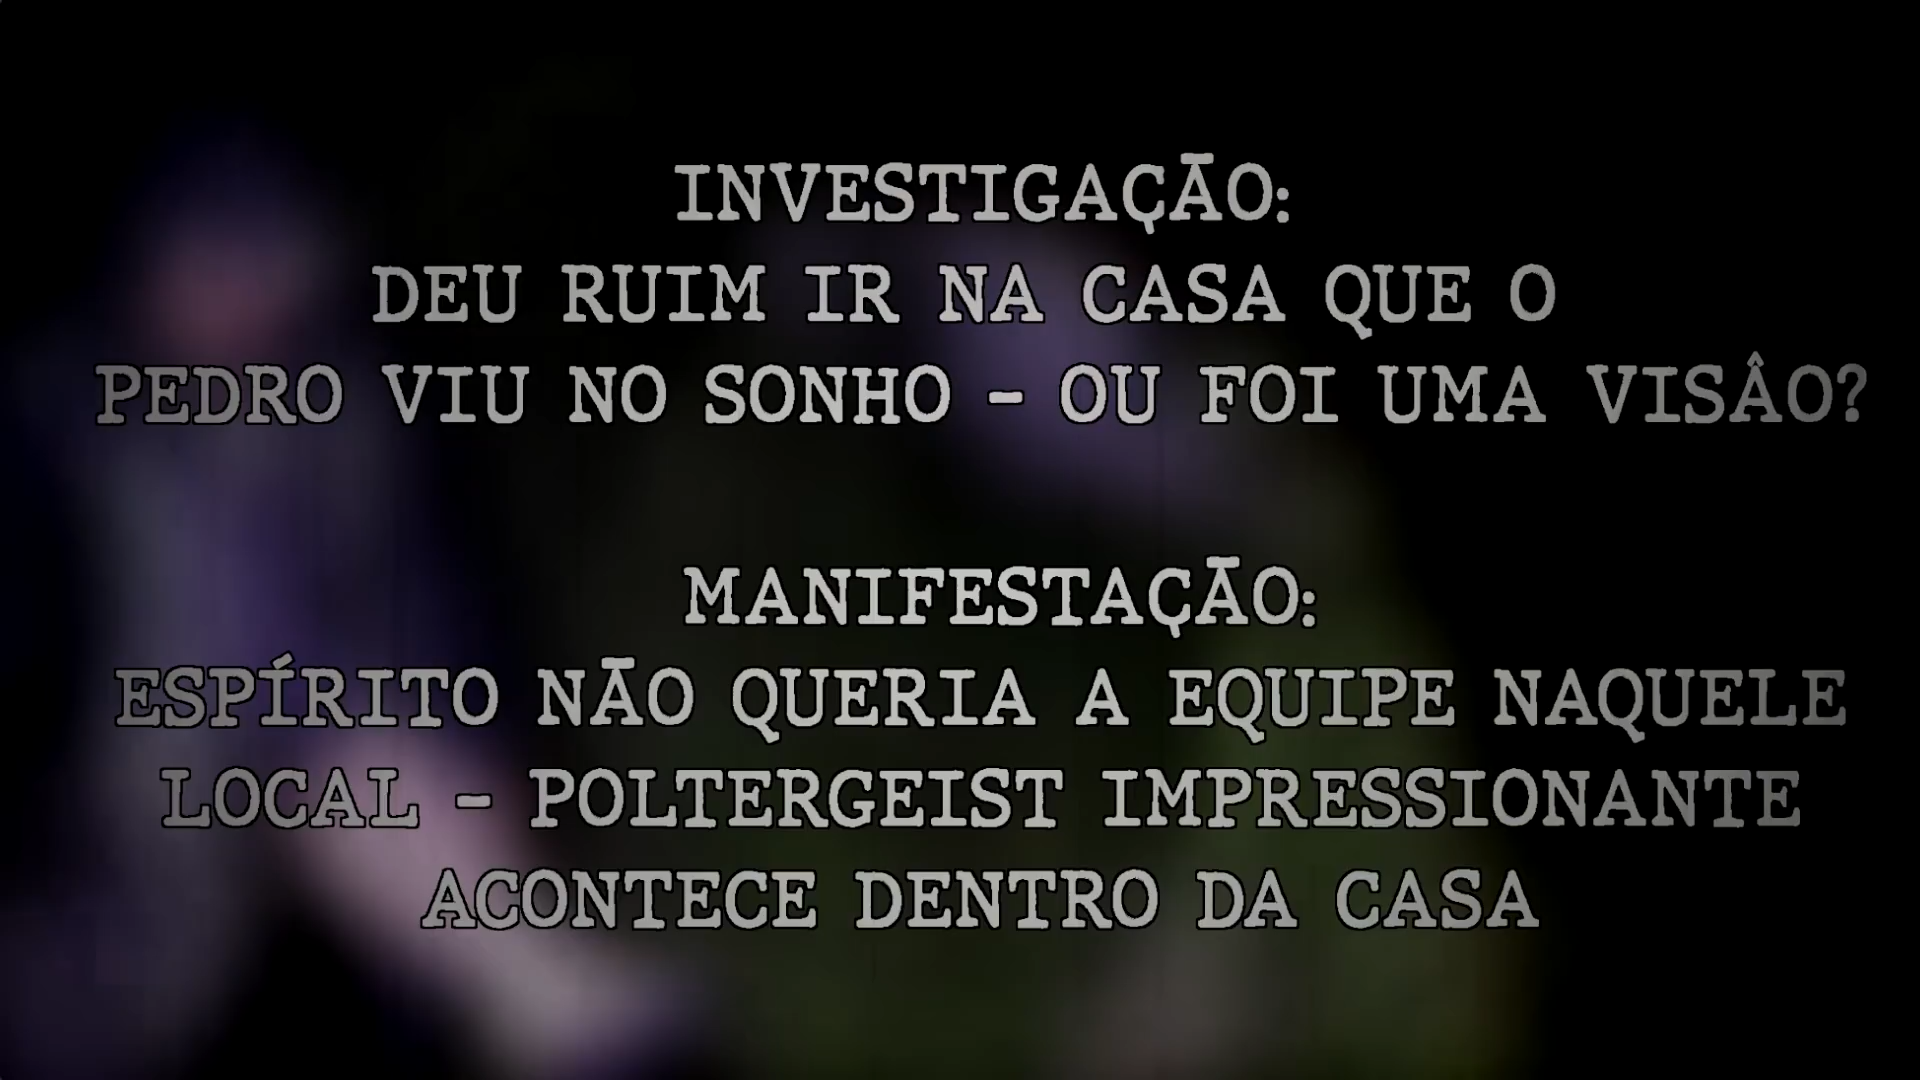 INVESTIGAÇÃO:
DEU RUIM IR NA CASA QUE O
PEDRO VIU NO SONHO - OU FOI UMA VISÂO?
MANIFESTAÇÃO:
ESPÍRITO NÃO QUERIA A EQUIPE NAQUELE
LOCAL - POLTERGEIST IMPRESSIONANTE
ACONTECE DENTRO DA CASA